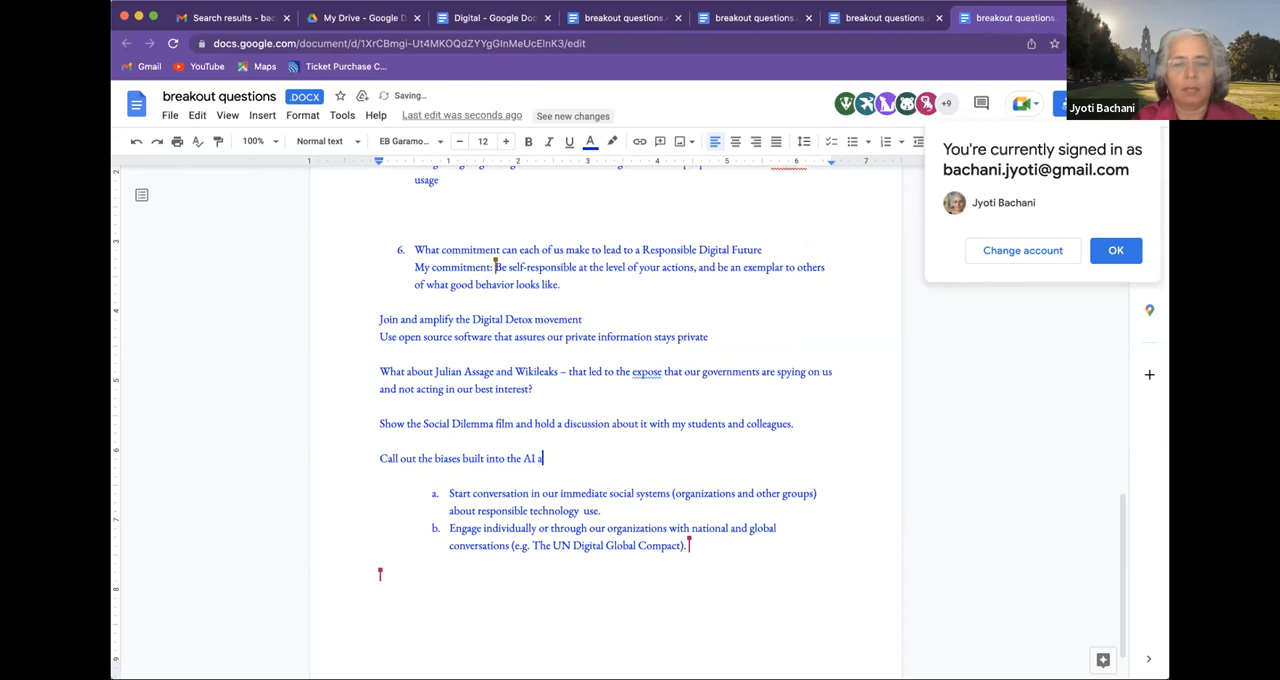 Search results - bac
My Drive - Google D
Digital - Google Doc
breakout questions.
breakout questions.
breakout questions.
breakout questions.
docs.google.com/document/d/1XrCBmgi-Ut4MKOQdZYYgGInMeUcEInK3/edit
Gmail
YouTube
Maps
Ticket Purchase C...
Jyoti Bachani
breakout questions
.DOCX
Saving...
File Edit View Insert Format Tools Help Last edit was seconds ago See new changes
+9
100% Normal text EB Garamo... 12
You're currently signed in as
bachani.jyoti@gmail.com
Jyoti Bachani
Change account
OK
usage
6. What commitment can each of us make to lead to a Responsible Digital Future
My commitment: Be self-responsible at the level of your actions, and be an exemplar to others
of what good behavior looks like.
Join and amplify the Digital Detox movement
Use open source software that assures our private information stays private
What about Julian Assage and Wikileaks – that led to the expose that our governments are spying on us
and not acting in our best interest?
Show the Social Dilemma film and hold a discussion about it with my students and colleagues.
Call out the biases built into the AI a
a. Start conversation in our immediate social systems (organizations and other groups)
about responsible technology use.
b. Engage individually or through our organizations with national and global
conversations (e.g. The UN Digital Global Compact).